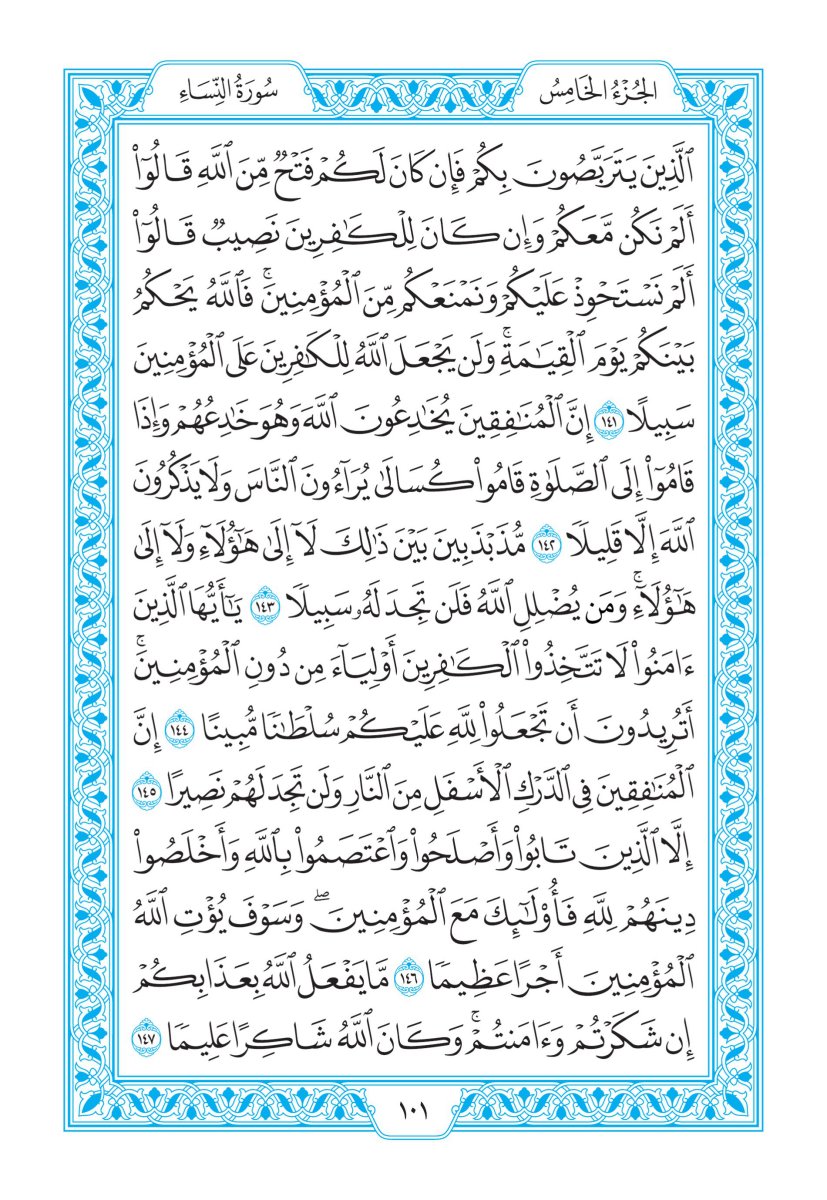 الجُزْءُ الخَامِسُ
سُورَةُ النِّسَاءِ
ٱلَّذِينَ يَتَرَبَّصُونَ بِكُمْ فَإِن كَانَ لَكُمْ فَتْحٌ مِّنَ ٱللَّهِ قَالُوٓا۟
أَلَمْ نَكُن مَّعَكُمْ وَإِن كَانَ لِلْكَٰفِرِينَ نَصِيبٌ قَالُوٓا۟
أَلَمْ نَسْتَحْوِذْ عَلَيْكُمْ وَنَمْنَعْكُم مِّنَ ٱلْمُؤْمِنِينَ ۚ فَٱللَّهُ يَحْكُمُ
بَيْنَكُمْ يَوْمَ ٱلْقِيَٰمَةِ ۚ وَلَن يَجْعَلَ ٱللَّهُ لِلْكَٰفِرِينَ عَلَى ٱلْمُؤْمِنِينَ
سَبِيلًا ١٤١ إِنَّ ٱلْمُنَٰفِقِينَ يُخَٰدِعُونَ ٱللَّهَ وَهُوَ خَٰدِعُهُمْ وَإِذَا
قَامُوٓا۟ إِلَى ٱلصَّلَوٰةِ قَامُوا۟ كُسَالَىٰ يُرَآءُونَ ٱلنَّاسَ وَلَا يَذْكُرُونَ
ٱللَّهَ إِلَّا قَلِيلًا ١٤٢ مُّذَبْذَبِينَ بَيْنَ ذَٰلِكَ لَآ إِلَىٰ هَٰٓؤُلَآءِ وَلَآ إِلَىٰ
هَٰٓؤُلَآءِ ۚ وَمَن يُضْلِلِ ٱللَّهُ فَلَن تَجِدَ لَهُۥ سَبِيلًا ١٤٣ يَٰٓأَيُّهَا ٱلَّذِينَ
ءَامَنُوا۟ لَا تَتَّخِذُوا۟ ٱلْكَٰفِرِينَ أَوْلِيَآءَ مِن دُونِ ٱلْمُؤْمِنِينَ ۚ
أَتُرِيدُونَ أَن تَجْعَلُوا۟ لِلَّهِ عَلَيْكُمْ سُلْطَٰنًا مُّبِينًا ١٤٤ إِنَّ
ٱلْمُنَٰفِقِينَ فِى ٱلدَّرْكِ ٱلْأَسْفَلِ مِنَ ٱلنَّارِ وَلَن تَجِدَ لَهُمْ نَصِيرًا ١٤٥
إِلَّا ٱلَّذِينَ تَابُوا۟ وَأَصْلَحُوا۟ وَٱعْتَصَمُوا۟ بِٱللَّهِ وَأَخْلَصُوا۟
دِينَهُمْ لِلَّهِ فَأُو۟لَٰٓئِكَ مَعَ ٱلْمُؤْمِنِينَ ۖ وَسَوْفَ يُؤْتِ ٱللَّهُ
ٱلْمُؤْمِنِينَ أَجْرًا عَظِيمًا ١٤٦ مَّا يَفْعَلُ ٱللَّهُ بِعَذَابِكُمْ
إِن شَكَرْتُمْ وَءَامَنتُمْ ۚ وَكَانَ ٱللَّهُ شَاكِرًا عَلِيمًا ١٤٧
١٠١